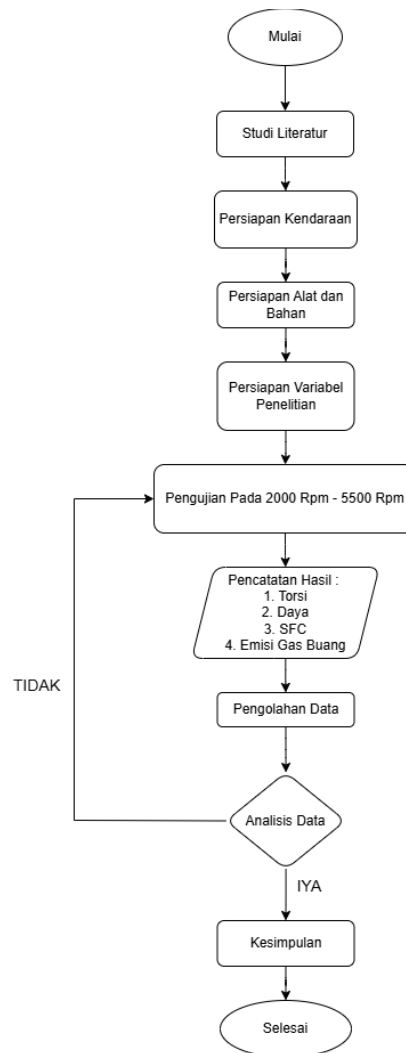 Mulai
Studi Literatur
Persiapan Kendaraan
Persiapan Alat dan
Bahan
Persiapan Variabel
Penelitian
Pengujian Pada 2000 Rpm - 5500 Rpm
Pencatatan Hasil :
1. Torsi
2. Daya
3. SFC
4. Emisi Gas Buang
TIDAK
Pengolahan Data
Analisis Data
IYA
Kesimpulan
Selesai